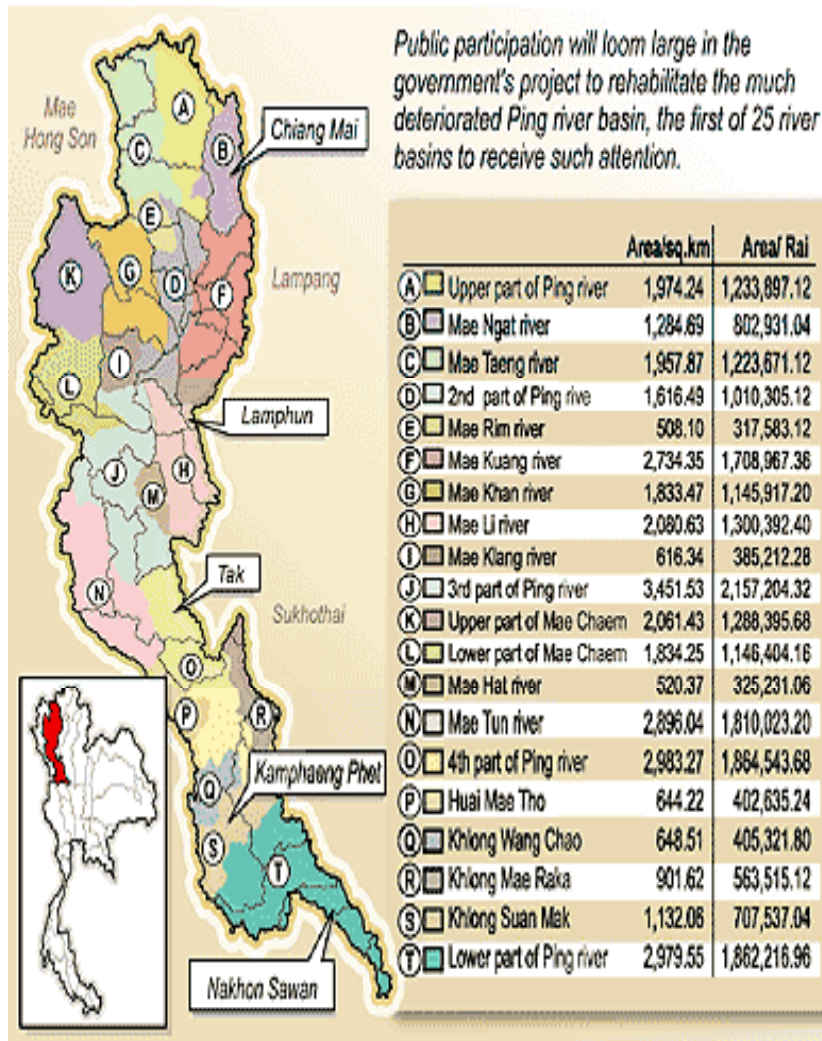 Public participation will loom large in the
government's project to rehabilitate the much
deteriorated Ping river basin, the first of 25 river
basins to receive such attention.
Mae
Hong Son
Chiang Mai
Lampang
Lamphun
Tak
Sukhothai
Kamphaeng Phet
Nakhon Sawan
A
B
C
E
K
G
D
F
I
L
J
H
M
N
O
P
R
Q
S
T
Area/sq.km Area/ Rai
A Upper part of Ping river 1,974.24 1,233,897.12
B Mae Ngat river 1,284.69 802,931.04
C Mae Taeng river 1,957.87 1,223,671.12
D 2nd part of Ping rive 1,616.49 1,010,305.12
E Mae Rim river 508.10 317,583.12
F Mae Kuang river 2,734.35 1,708,967.36
G Mae Khan river 1,833.47 1,145,917.20
H Mae Li river 2,080.63 1,300,392.40
I Mae Klang river 616.34 385,212.28
J 3rd part of Ping river 3,451.53 2,157,204.32
K Upper part of Mae Chaem 2,061.43 1,288,395.68
L Lower part of Mae Chaem 1,834.25 1,146,404.16
M Mae Hat river 520.37 325,231.06
N Mae Tun river 2,896.04 1,810,023.20
O 4th part of Ping river 2,983.27 1,864,543.68
P Huai Mae Tho 644.22 402,635.24
Q Khlong Wang Chao 648.51 405,321.80
R Khlong Mae Raka 901.62 563,515.12
S Khlong Suan Mak 1,132.06 707,537.04
T Lower part of Ping river 2,979.55 1,862,216.96